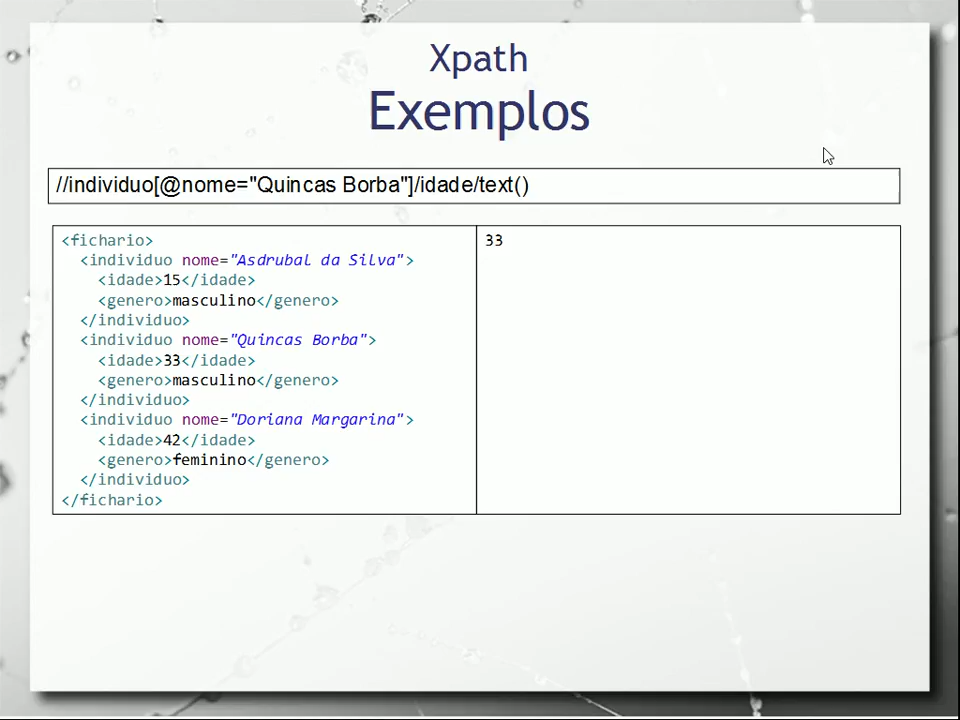 Xpath
Exemplos
//individuo[@nome="Quincas Borba"]/idade/text()
<fichario>
<individuo nome="Asdrubal da Silva">
<idade>15</idade>
<genero>masculino</genero>
</individuo>
<individuo nome="Quincas Borba">
<idade>33</idade>
<genero>masculino</genero>
</individuo>
<individuo nome="Doriana Margarina">
<idade>42</idade>
<genero>feminino</genero>
</individuo>
</fichario>
33